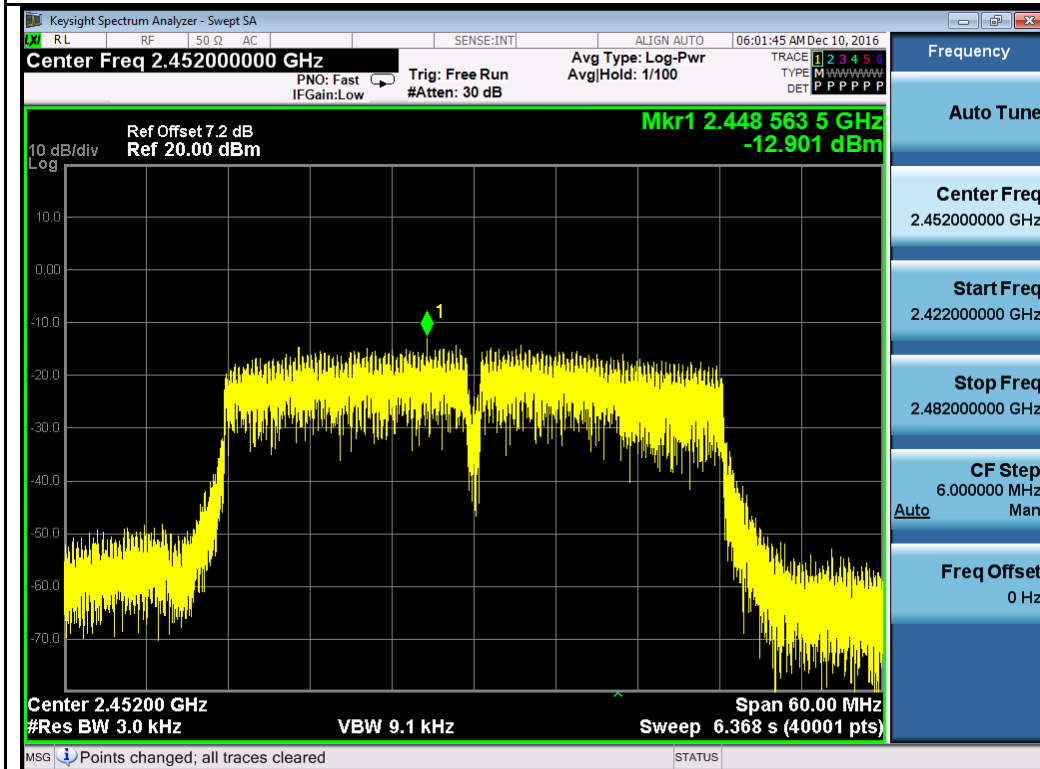 Keysight Spectrum Analyzer - Swept SA
LXI RL RF 50 Ω AC SENSE:INT ALIGN AUTO 06:01:45 AM Dec 10, 2016
Center Freq 2.452000000 GHz
PNO: Fast
IFGain:Low
Trig: Free Run
#Atten: 30 dB
Avg Type: Log-Pwr
Avg|Hold: 1/100
TRACE 1 2 3 4 5 6
TYPE M WWWWW
DET P P P P P P
Frequency
Mkr1 2.448 563 5 GHz
-12.901 dBm
Ref Offset 7.2 dB
10 dB/div Ref 20.00 dBm
Log
10.0
0.00
-10.0
-20.0
-30.0
-40.0
-50.0
-60.0
-70.0
1
Center 2.45200 GHz Span 60.00 MHz
#Res BW 3.0 kHz VBW 9.1 kHz Sweep 6.368 s (40001 pts)
Auto Tune
Center Freq
2.452000000 GHz
Start Freq
2.422000000 GHz
Stop Freq
2.482000000 GHz
CF Step
6.000000 MHz
Auto Man
Freq Offset
0 Hz
MSG Points changed; all traces cleared STATUS